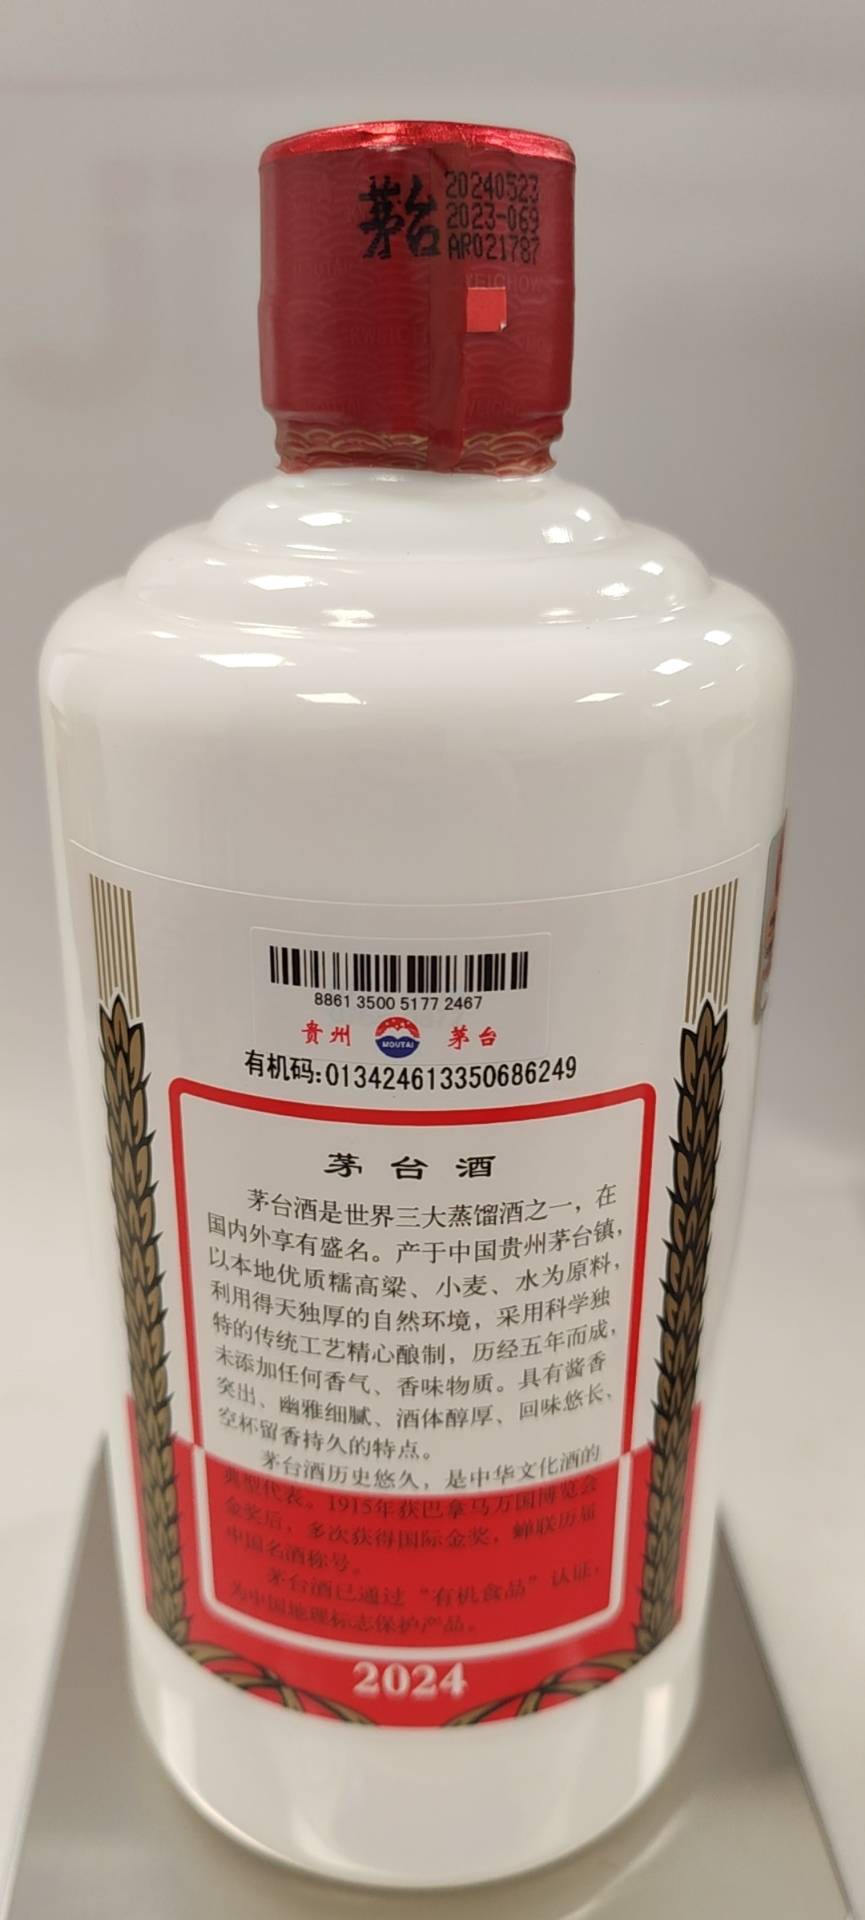 茅台
20240523
2023-069
AR021787
8861 3500 5177 2467
贵州 MOUTAI 茅台
有机码:013424613350686249
茅台酒
茅台酒是世界三大蒸馏酒之一，在
国内外享有盛名。产于中国贵州茅台镇，
以本地优质糯高粱、小麦、水为原料，
利用得天独厚的自然环境，采用科学独
特的传统工艺精心酿制，历经五年而成，
未添加任何香气、香味物质。具有酱香
突出、幽雅细腻、酒体醇厚、回味悠长、
空杯留香持久的特点。
茅台酒历史悠久，是中华文化酒的
典型代表。1915年获巴拿马万国博览会
金奖后，多次获得国际金奖，蝉联历届
中国名酒称号。
茅台酒已通过“有机食品”认证，
为中国地理标志保护产品。
2024